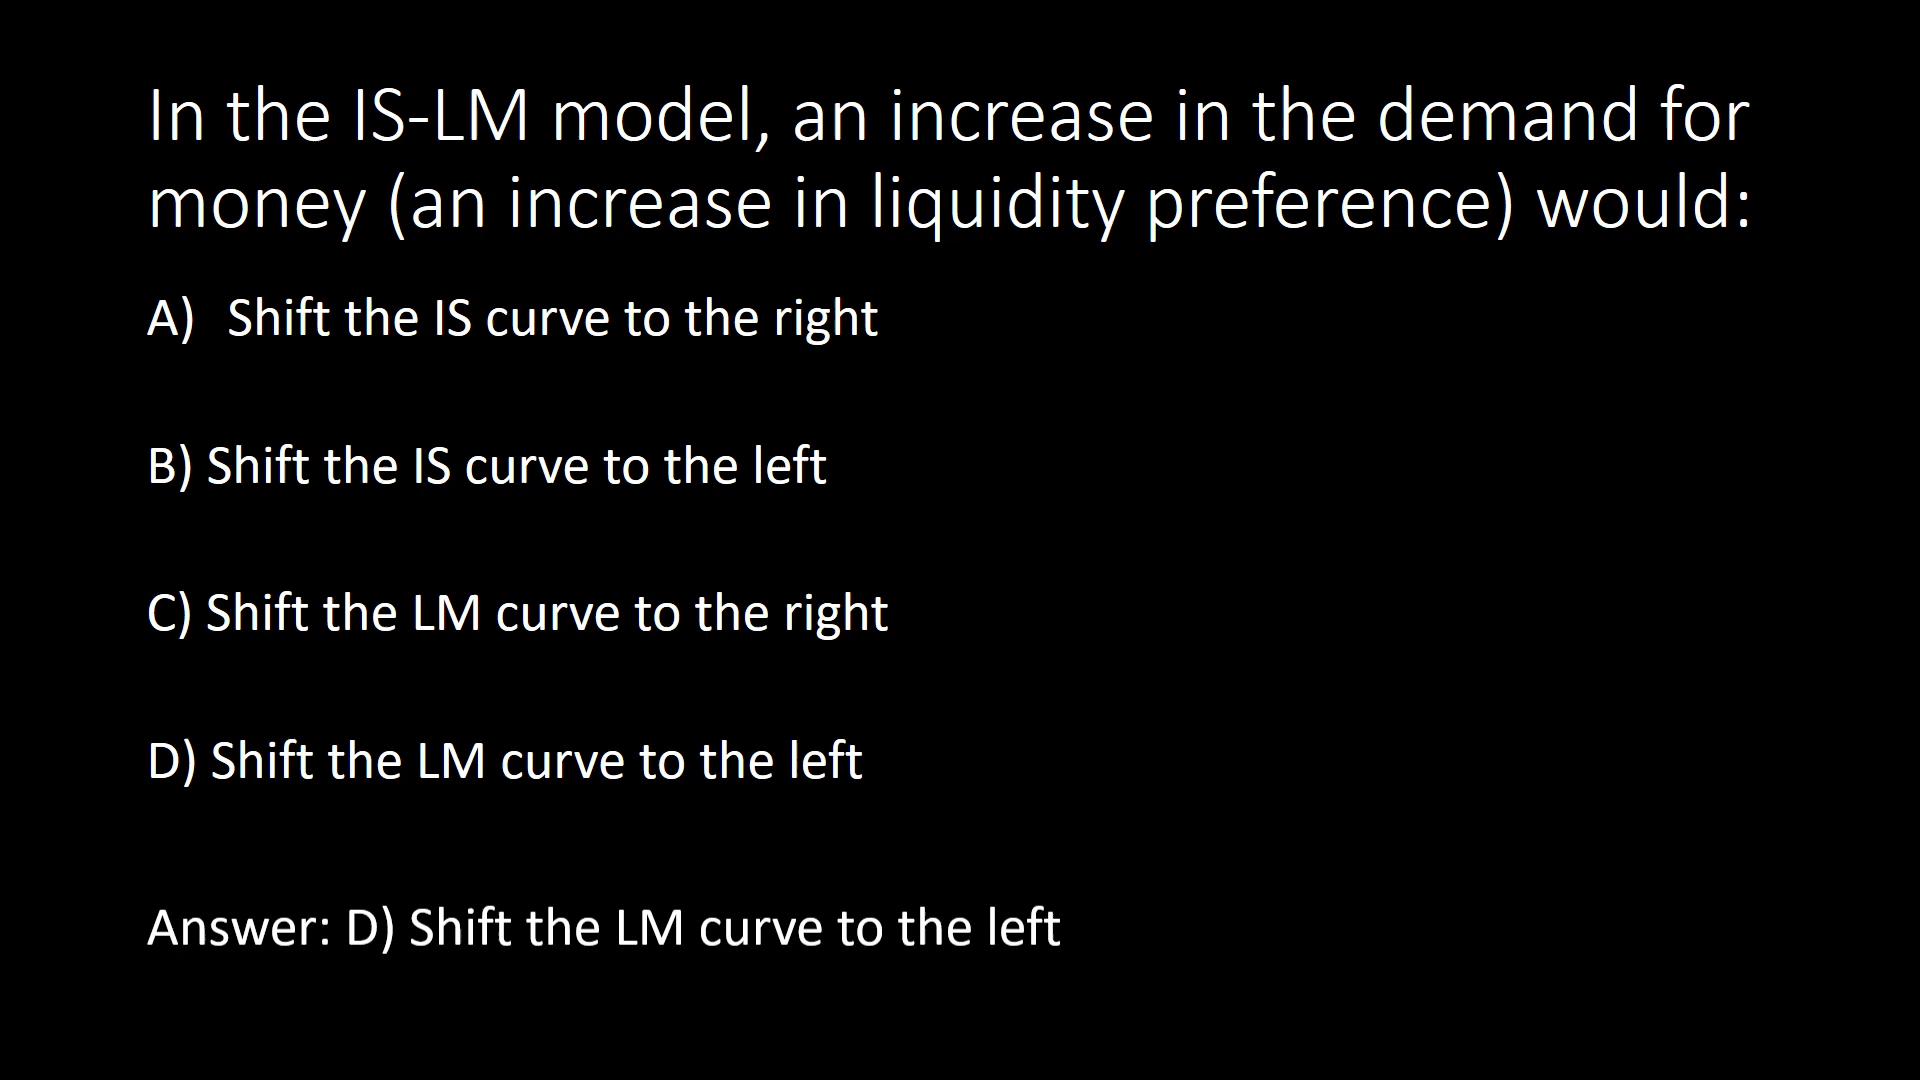 In the IS-LM model, an increase in the demand for
money (an increase in liquidity preference) would:
A) Shift the IS curve to the right
B) Shift the IS curve to the left
C) Shift the LM curve to the right
D) Shift the LM curve to the left
Answer: D) Shift the LM curve to the left